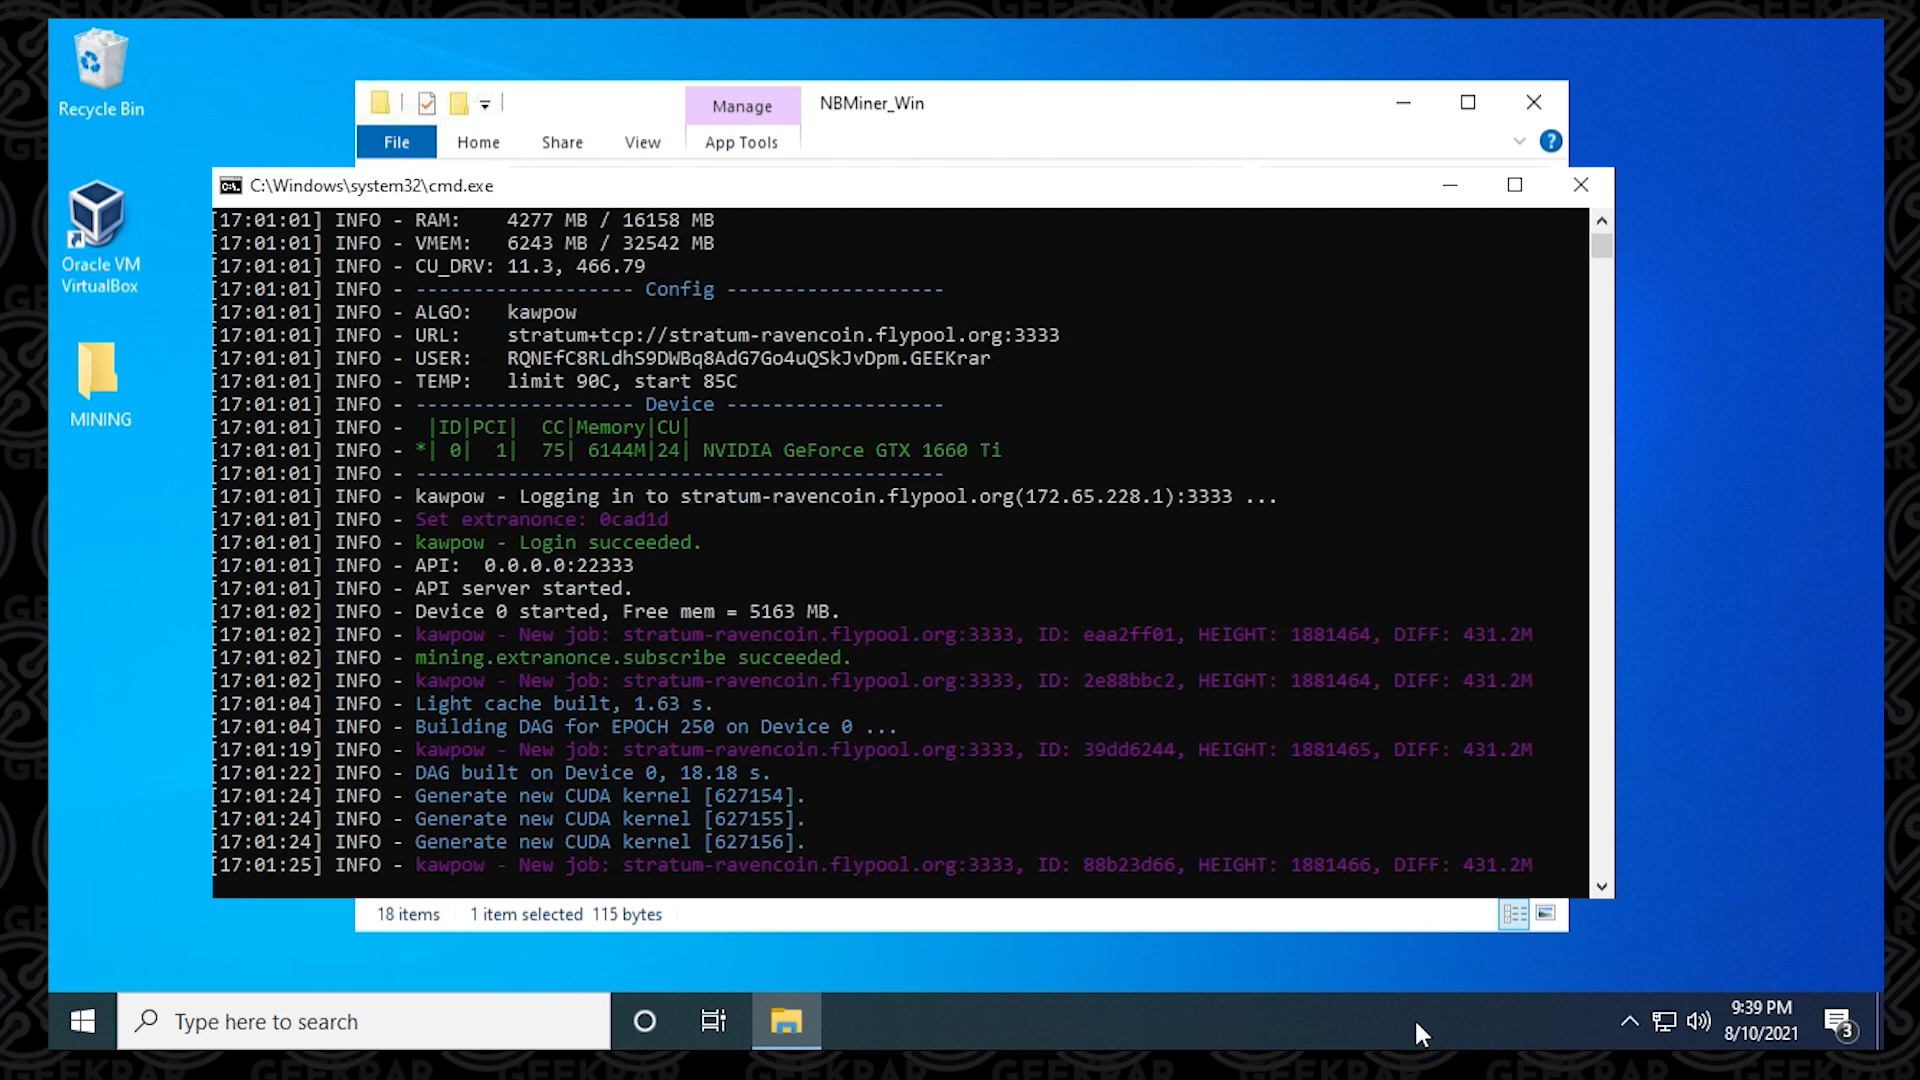 Recycle Bin
Oracle VM
VirtualBox
MINING
Manage
NBMiner_Win
File
Home
Share
View
App Tools
C:\Windows\system32\cmd.exe
[17:01:01] INFO - RAM: 4277 MB / 16158 MB
[17:01:01] INFO - VMEM: 6243 MB / 32542 MB
[17:01:01] INFO - CU_DRV: 11.3, 466.79
[17:01:01] INFO - ------------------- Config -------------------
[17:01:01] INFO - ALGO: kawpow
[17:01:01] INFO - URL: stratum+tcp://stratum-ravencoin.flypool.org:3333
[17:01:01] INFO - USER: RQNEfC8RLdhS9DWBq8AdG7Go4uQSkJvDpm.GEEKrar
[17:01:01] INFO - TEMP: limit 90C, start 85C
[17:01:01] INFO - ------------------- Device -------------------
[17:01:01] INFO - |ID|PCI| CC|Memory|CU|
[17:01:01] INFO - *| 0| 1| 75| 6144M|24| NVIDIA GeForce GTX 1660 Ti
[17:01:01] INFO - ----------------------------------------------
[17:01:01] INFO - kawpow - Logging in to stratum-ravencoin.flypool.org(172.65.228.1):3333 ...
[17:01:01] INFO - Set extranonce: 0cad1d
[17:01:01] INFO - kawpow - Login succeeded.
[17:01:01] INFO - API: 0.0.0.0:22333
[17:01:01] INFO - API server started.
[17:01:02] INFO - Device 0 started, Free mem = 5163 MB.
[17:01:02] INFO - kawpow - New job: stratum-ravencoin.flypool.org:3333, ID: eaa2ff01, HEIGHT: 1881464, DIFF: 431.2M
[17:01:02] INFO - mining.extranonce.subscribe succeeded.
[17:01:02] INFO - kawpow - New job: stratum-ravencoin.flypool.org:3333, ID: 2e88bbc2, HEIGHT: 1881464, DIFF: 431.2M
[17:01:04] INFO - Light cache built, 1.63 s.
[17:01:04] INFO - Building DAG for EPOCH 250 on Device 0 ...
[17:01:19] INFO - kawpow - New job: stratum-ravencoin.flypool.org:3333, ID: 39dd6244, HEIGHT: 1881465, DIFF: 431.2M
[17:01:22] INFO - DAG built on Device 0, 18.18 s.
[17:01:24] INFO - Generate new CUDA kernel [627154].
[17:01:24] INFO - Generate new CUDA kernel [627155].
[17:01:24] INFO - Generate new CUDA kernel [627156].
[17:01:25] INFO - kawpow - New job: stratum-ravencoin.flypool.org:3333, ID: 88b23d66, HEIGHT: 1881466, DIFF: 431.2M
18 items
1 item selected 115 bytes
Type here to search
9:39 PM
8/10/2021
3